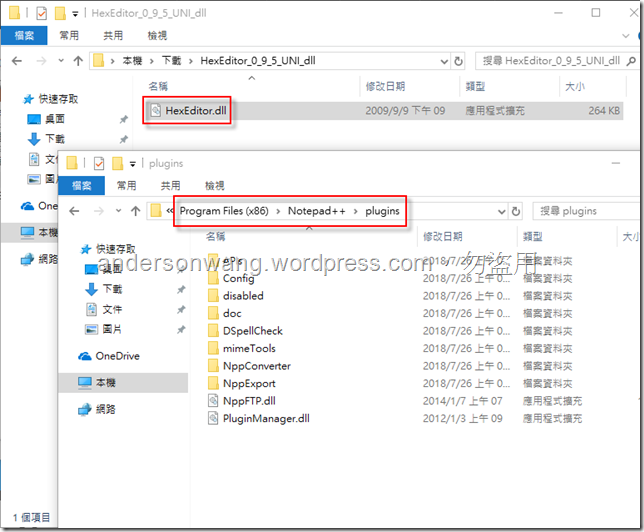 HexEditor_0_9_5_UNI_dll
檔案 常用 共用 檢視
本機 › 下載 › HexEditor_0_9_5_UNI_dll
搜尋 HexEditor_0_9_5_UNI_dll
名稱 修改日期 類型 大小
快速存取
桌面
下載
HexEditor.dll 2009/9/9 下午 09 應用程式擴充 264 KB
本機
網路
1 個項目
plugins
檔案 常用 共用 檢視
« Program Files (x86) › Notepad++ › plugins
搜尋 plugins
名稱 修改日期 類型 大小
快速存取
桌面
下載
文件
圖片
OneDrive
本機
網路
APIs 2018/7/26 上午 0... 檔案資料夾
Config 2018/7/26 上午 0... 檔案資料夾
disabled 2018/7/26 上午 0... 檔案資料夾
doc 2018/7/26 上午 0... 檔案資料夾
DSpellCheck 2018/7/26 上午 0... 檔案資料夾
mimeTools 2018/7/26 上午 0... 檔案資料夾
NppConverter 2018/7/26 上午 0... 檔案資料夾
NppExport 2018/7/26 上午 0... 檔案資料夾
NppFTP.dll 2014/1/7 上午 07 應用程式擴充
PluginManager.dll 2012/1/3 上午 09 應用程式擴充
andersonwang.wordpress.com ，勿盜用